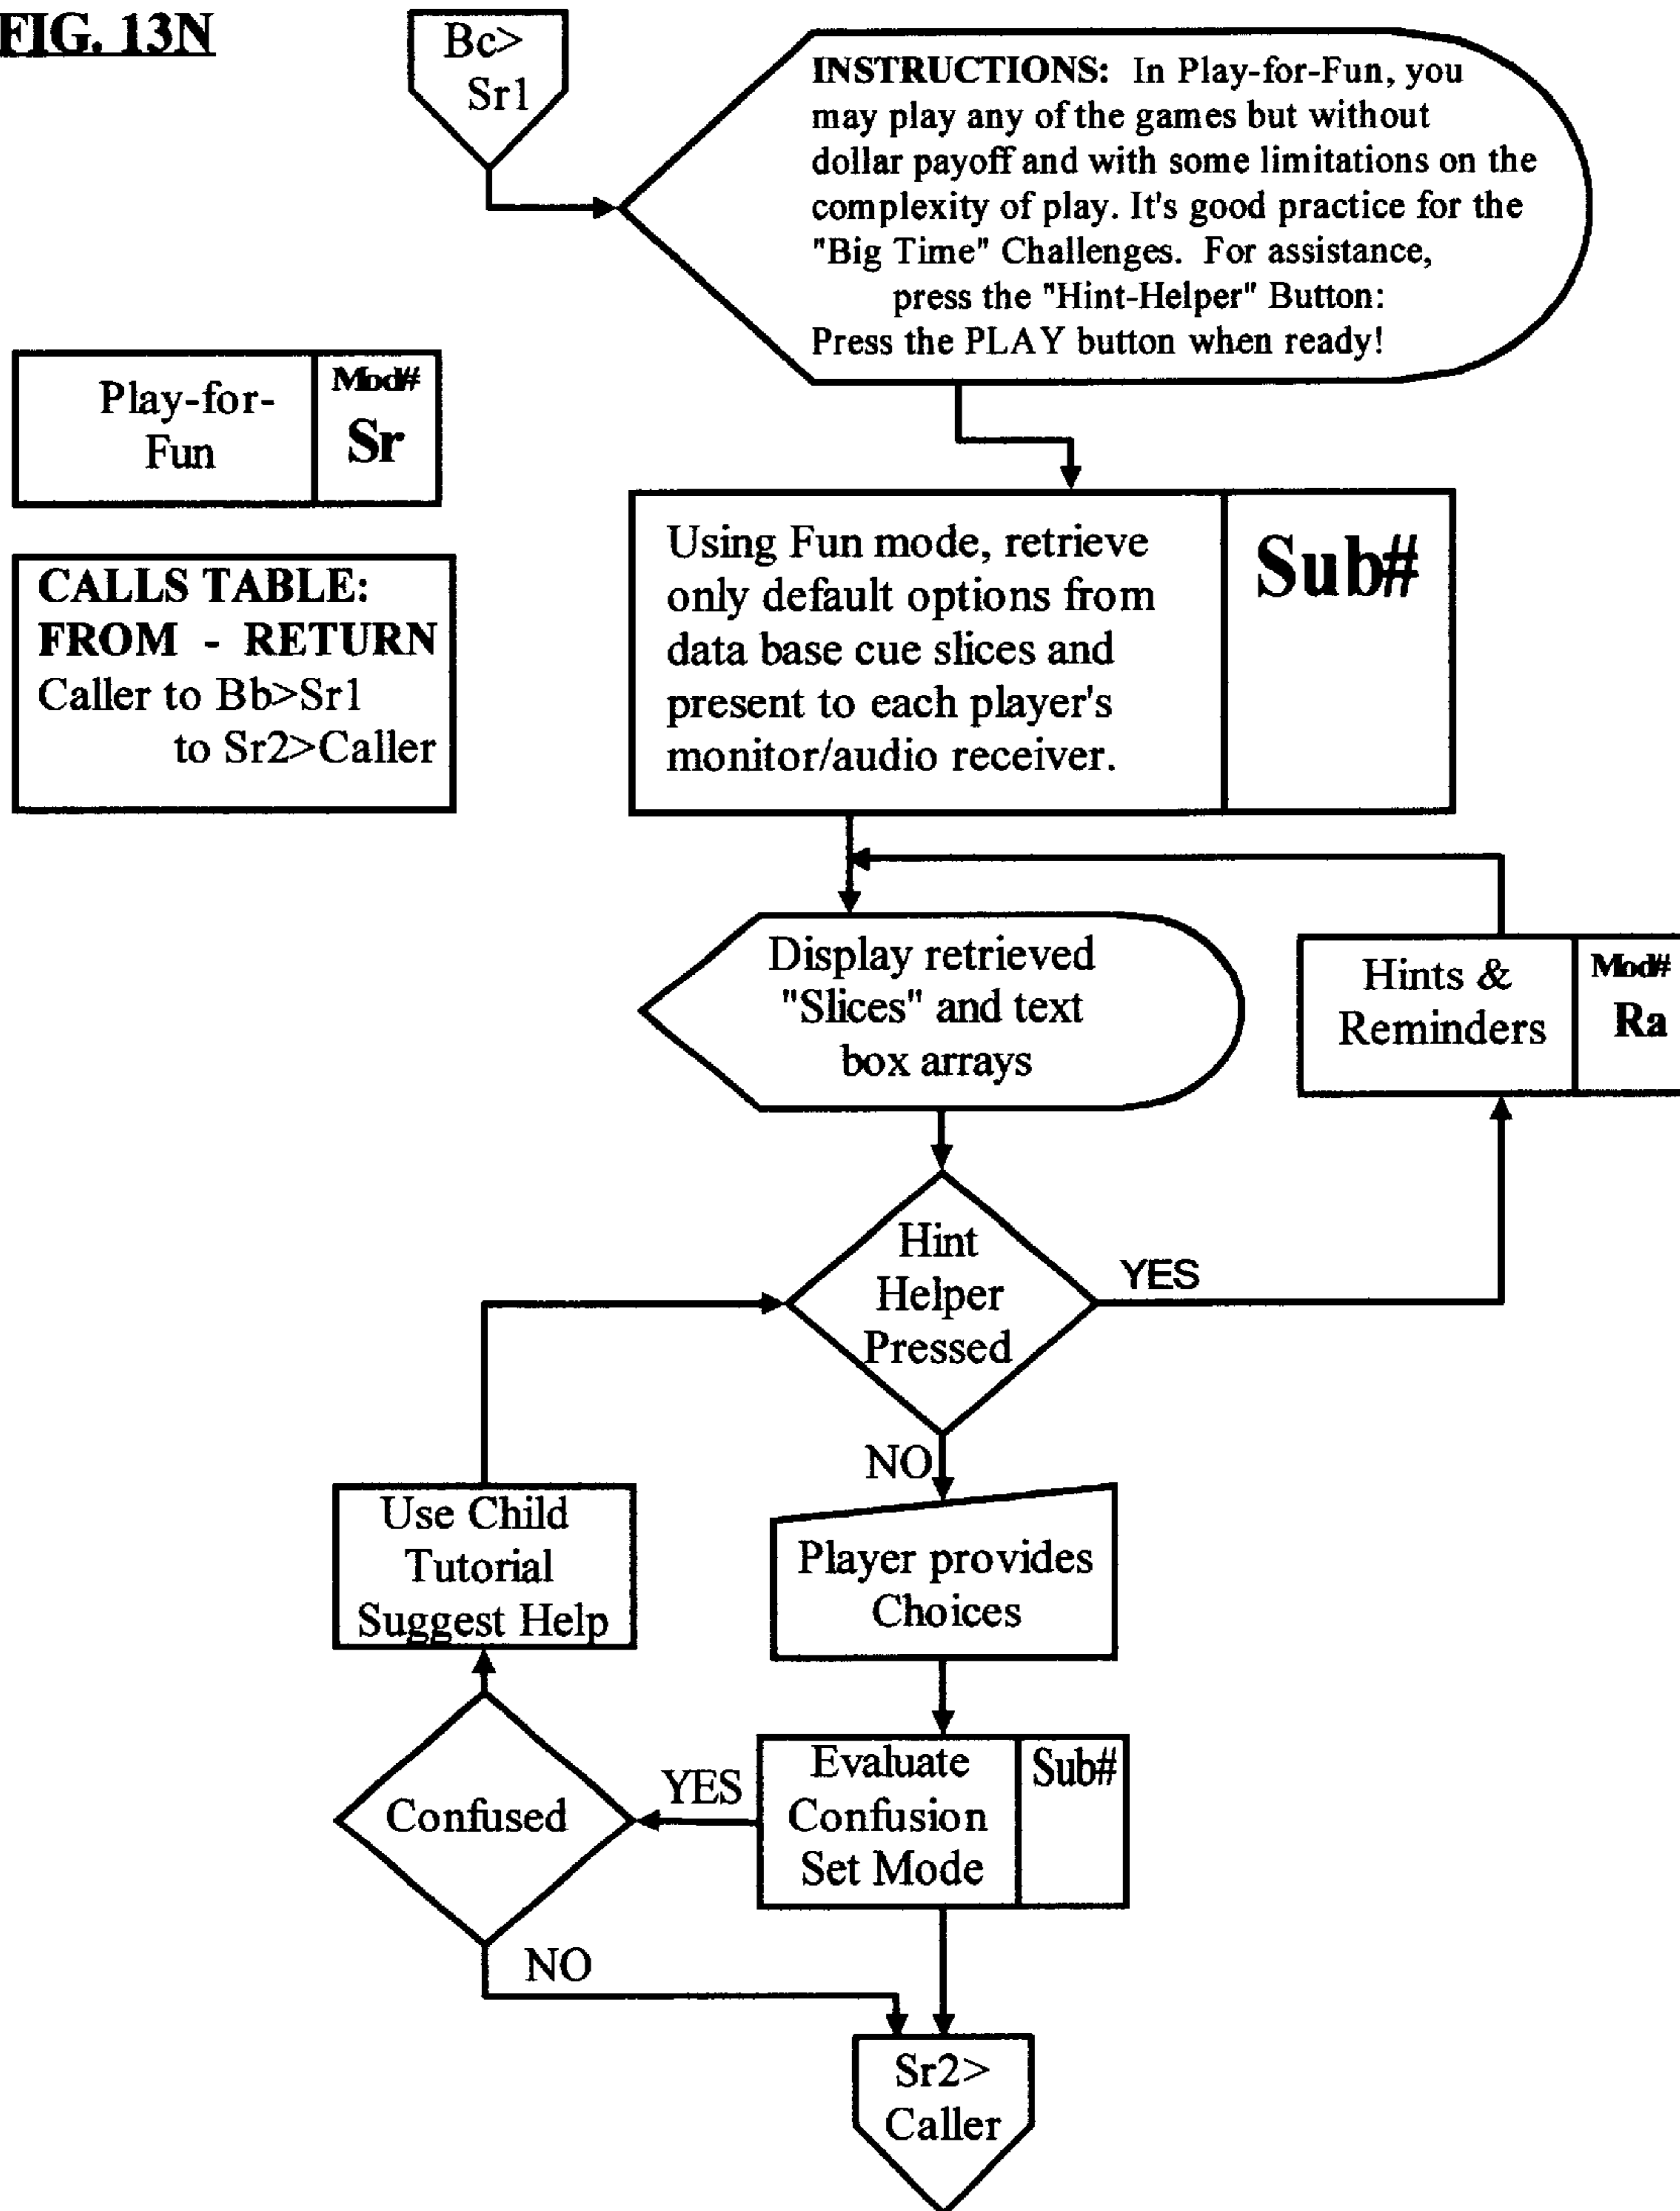 FIG. 13N
Bc>
Sr1
INSTRUCTIONS: In Play-for-Fun, you
may play any of the games but without
dollar payoff and with some limitations on the
complexity of play. It's good practice for the
"Big Time" Challenges. For assistance,
press the "Hint-Helper" Button:
Press the PLAY button when ready!
Play-for-
Fun
Mod#
Sr
CALLS TABLE:
FROM - RETURN
Caller to Bb>Sr1
to Sr2>Caller
Using Fun mode, retrieve
only default options from
data base cue slices and
present to each player's
monitor/audio receiver.
Sub#
Display retrieved
"Slices" and text
box arrays
Hints &
Reminders
Mod#
Ra
Hint
Helper
Pressed
YES
NO
Use Child
Tutorial
Suggest Help
Player provides
Choices
Confused
YES
Evaluate
Confusion
Set Mode
Sub#
NO
Sr2>
Caller